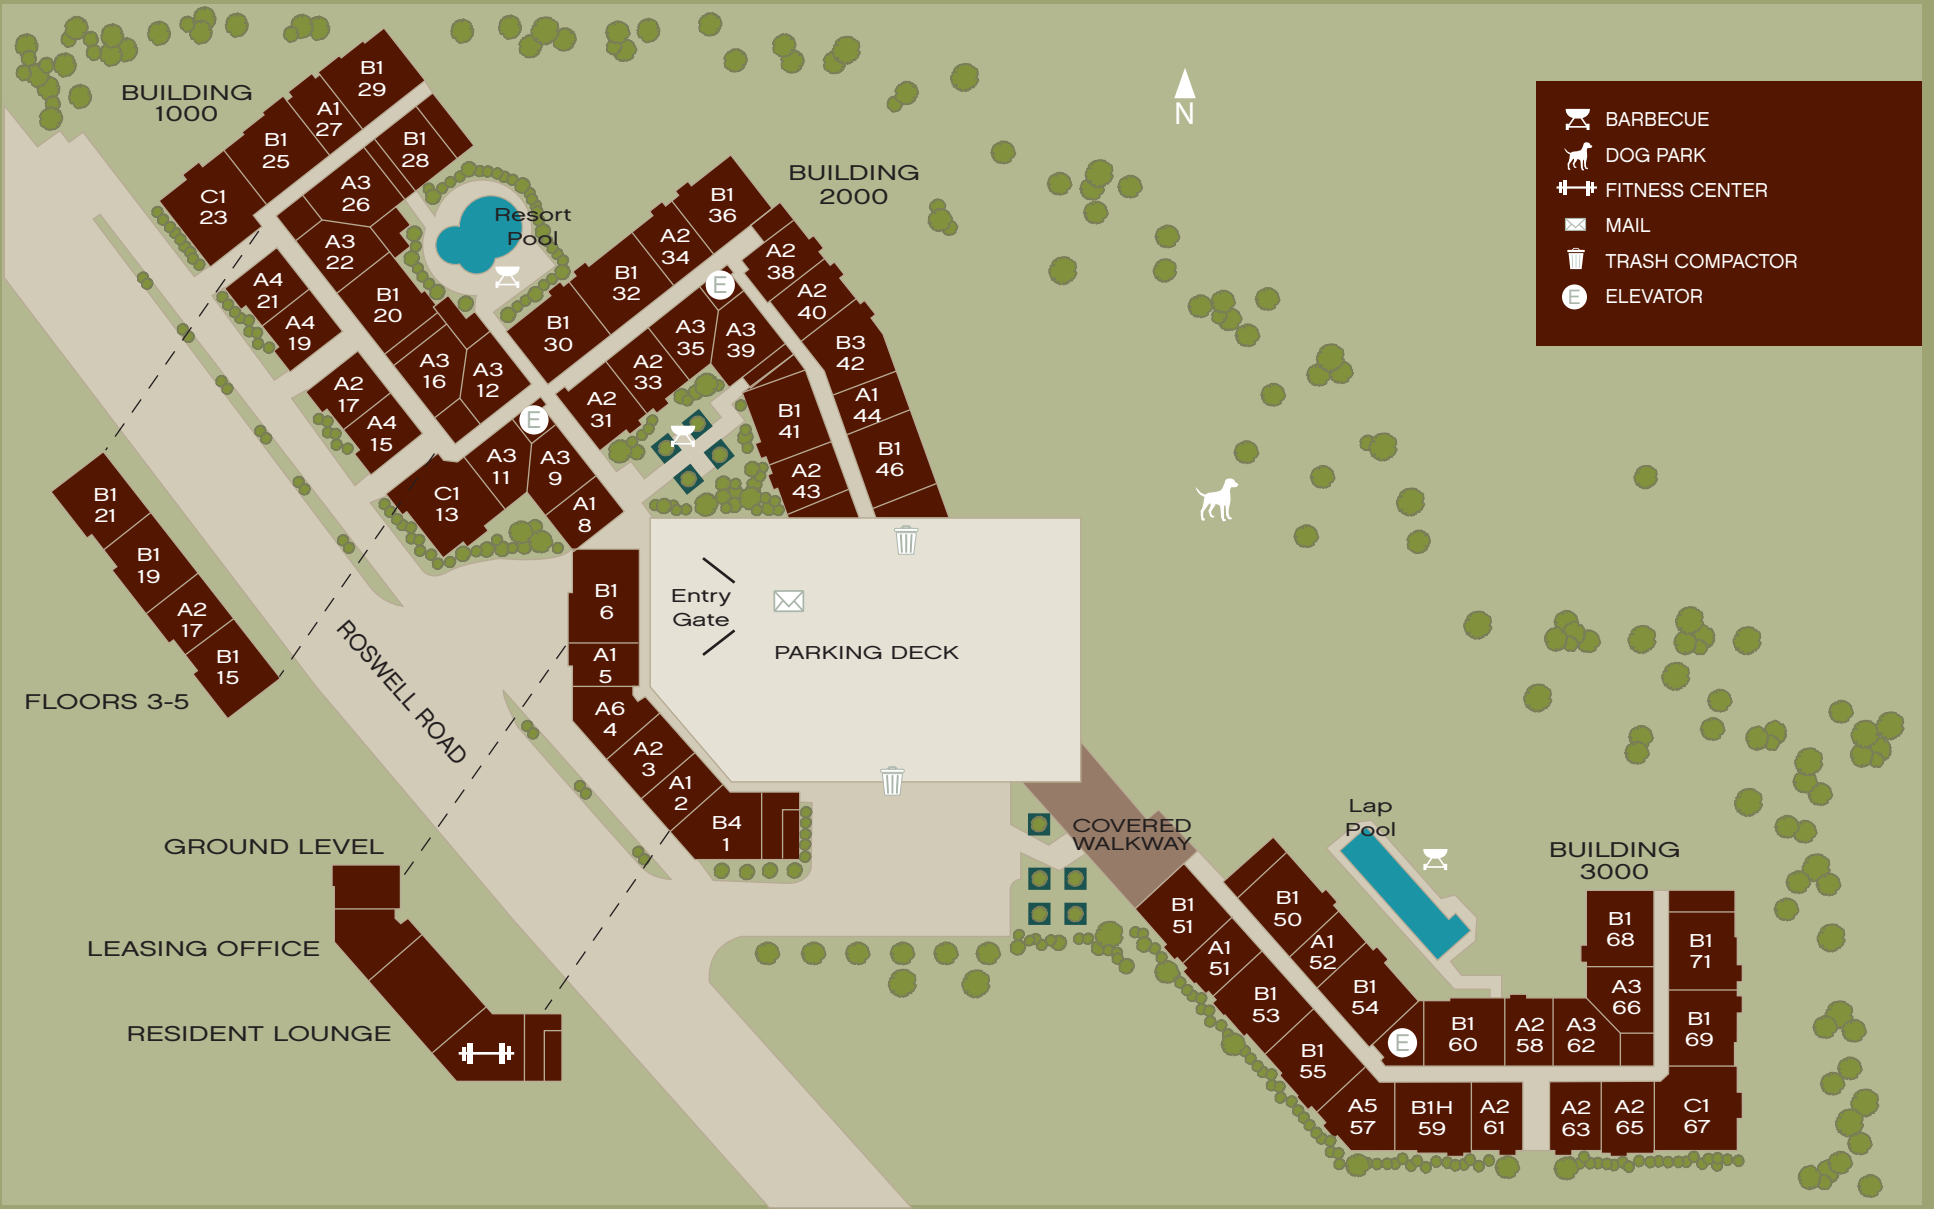 BUILDING
1000
B1
29
A1
27
B1
25
C1
23
B1
28
A3
26
A3
22
B1
20
A4
21
A4
19
A3
16
A3
12
A2
17
A4
15
E
A3
11
A3
9
C1
13
A1
8
Resort
Pool
BUILDING
2000
B1
36
A2
34
B1
32
B1
30
E
A2
38
A2
40
A3
35
A3
39
A2
33
A2
31
B3
42
A1
44
B1
46
B1
41
A2
43
N
BARBECUE
DOG PARK
FITNESS CENTER
MAIL
TRASH COMPACTOR
E ELEVATOR
B1
21
B1
19
A2
17
B1
15
FLOORS 3-5
ROSWELL ROAD
B1
6
A1
5
A6
4
A2
3
A1
2
B4
1
Entry
Gate
PARKING DECK
GROUND LEVEL
LEASING OFFICE
RESIDENT LOUNGE
COVERED
WALKWAY
Lap
Pool
BUILDING
3000
B1
51
A1
51
B1
53
B1
55
A5
57
B1
50
A1
52
B1
54
E
B1
60
A2
58
A3
62
B1
68
A3
66
B1
71
B1
69
B1H
59
A2
61
A2
63
A2
65
C1
67